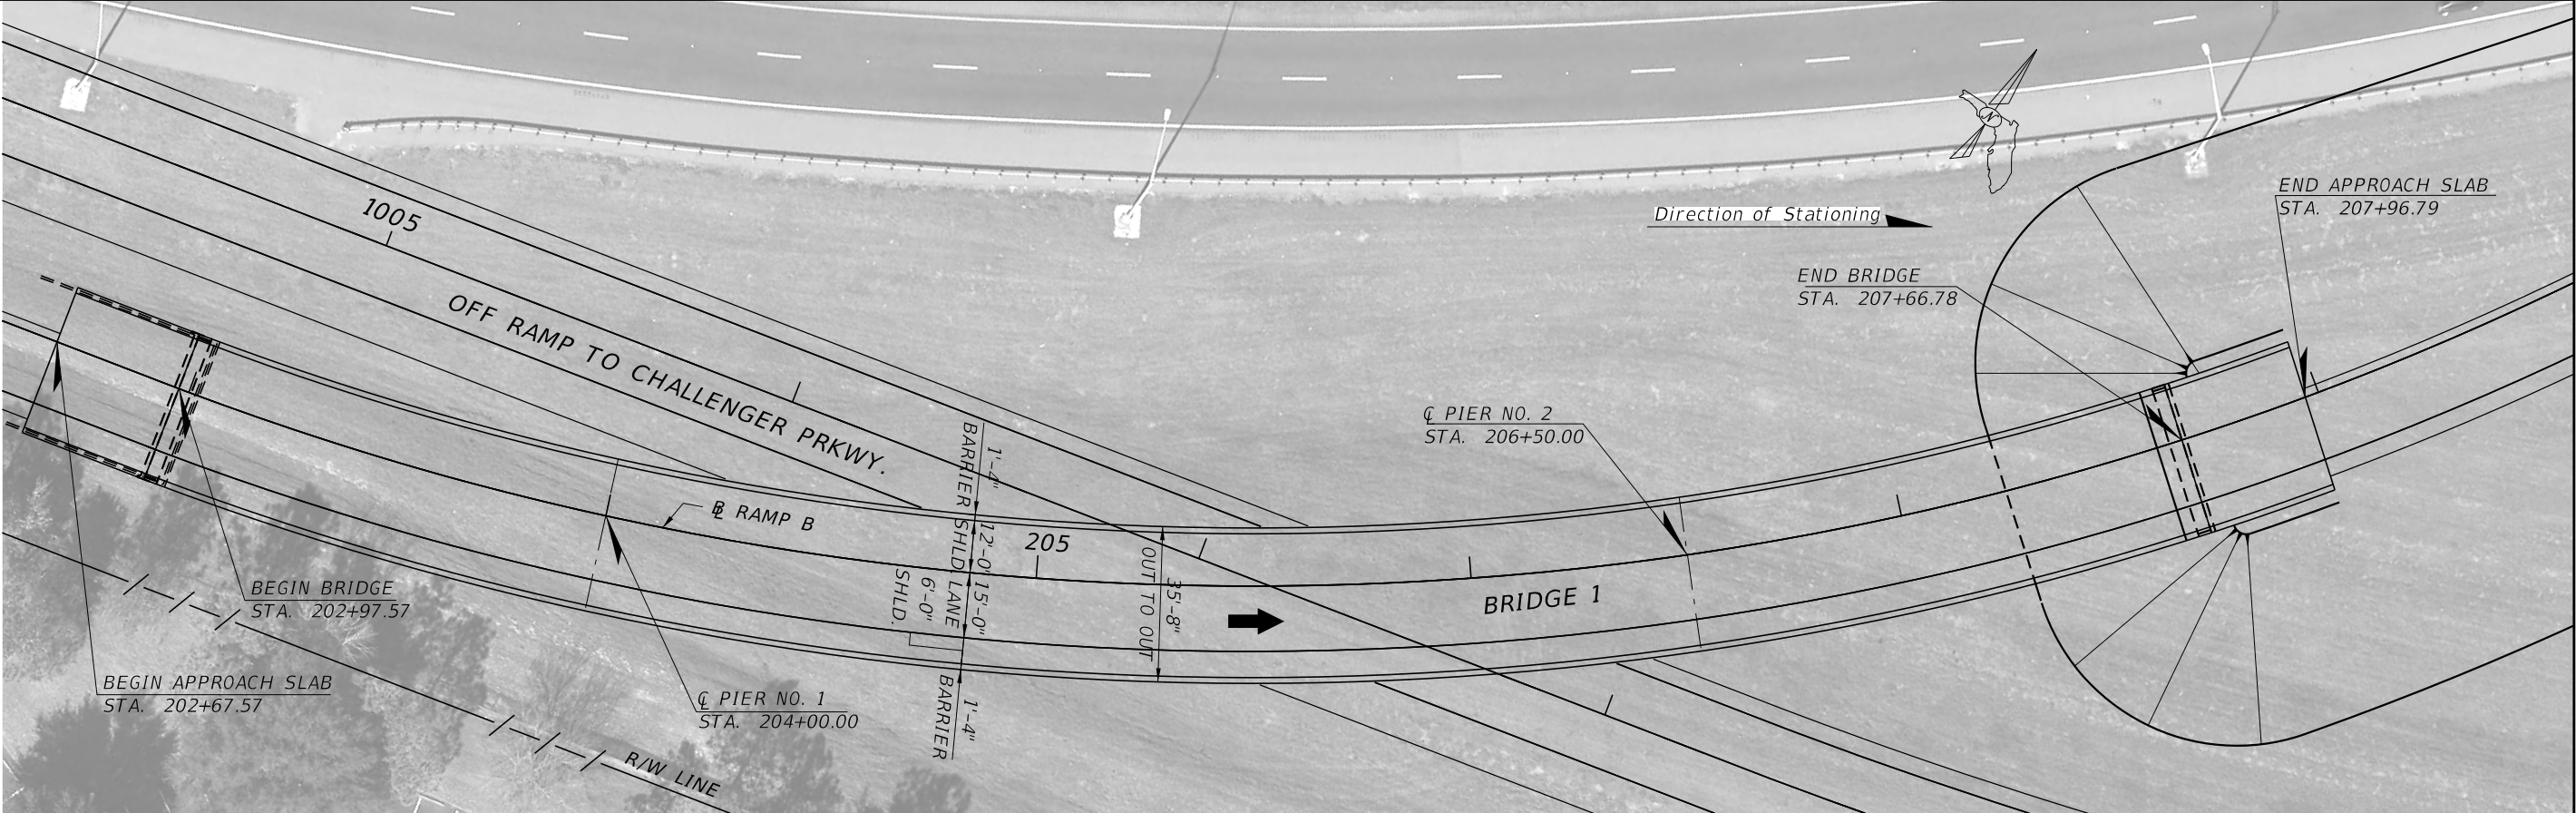 1005
OFF RAMP TO CHALLENGER PRKWY.
Direction of Stationing
N
END APPROACH SLAB
STA. 207+96.79
END BRIDGE
STA. 207+66.78
℄ PIER NO. 2
STA. 206+50.00
BARRIER
1'-4"
SHLD.
12'-0"
LANE
15'-0"
SHLD.
6'-0"
BARRIER
1'-4"
OUT TO OUT
35'-8"
205
BRIDGE 1
BL RAMP B
BEGIN BRIDGE
STA. 202+97.57
BEGIN APPROACH SLAB
STA. 202+67.57
℄ PIER NO. 1
STA. 204+00.00
R/W LINE